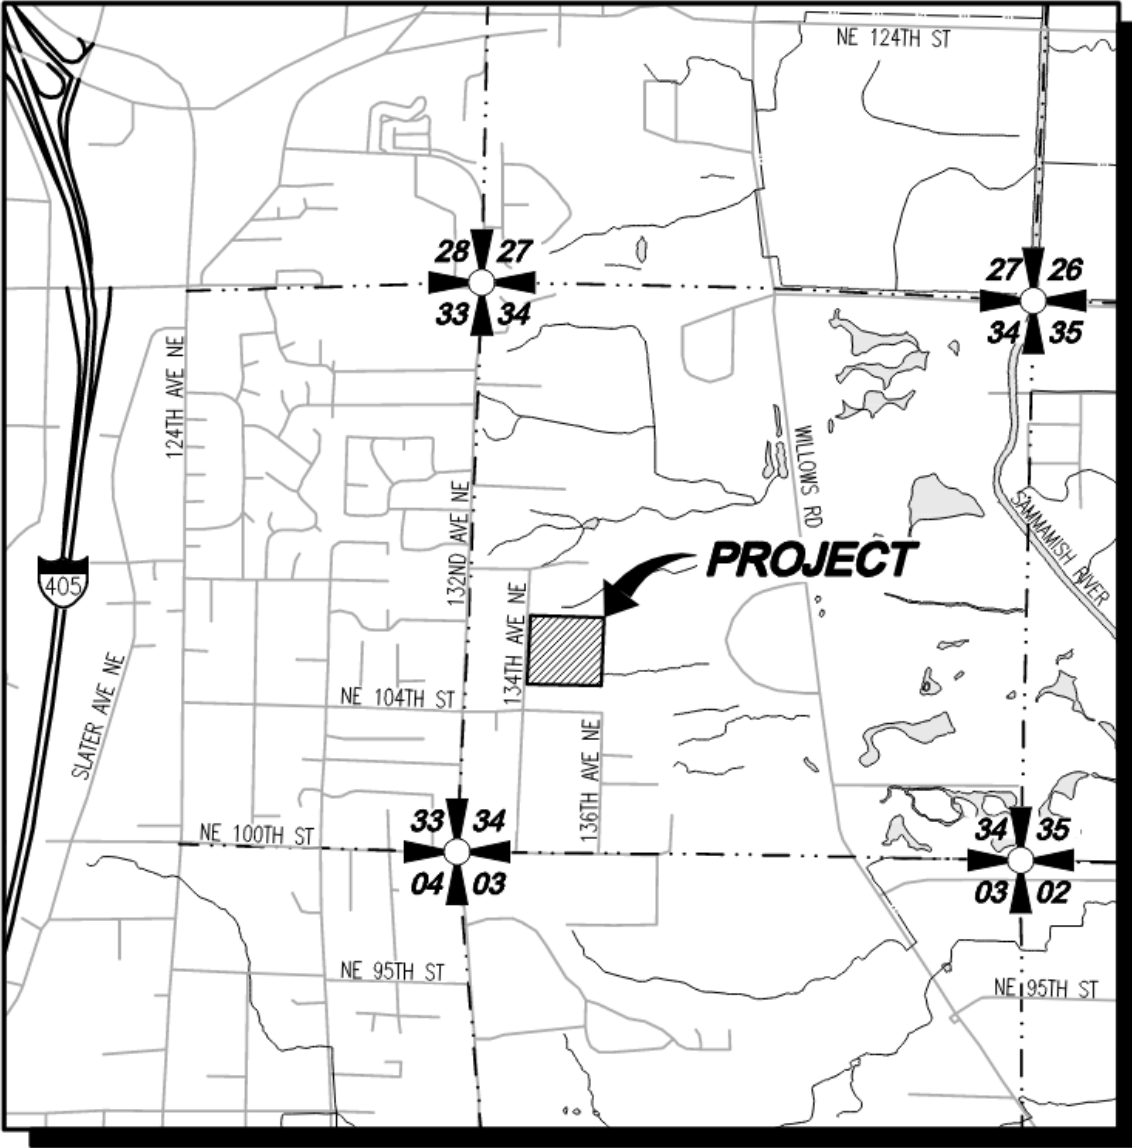 NE 124TH ST
28 27
33 34
27 26
34 35
124TH AVE NE
WILLOWS RD
132ND AVE NE
SAMMAMISH RIVER
PROJECT
405
134TH AVE NE
SLATER AVE NE
NE 104TH ST
136TH AVE NE
NE 100TH ST
33 34
04 03
34 35
03 02
NE 95TH ST
NE 95TH ST